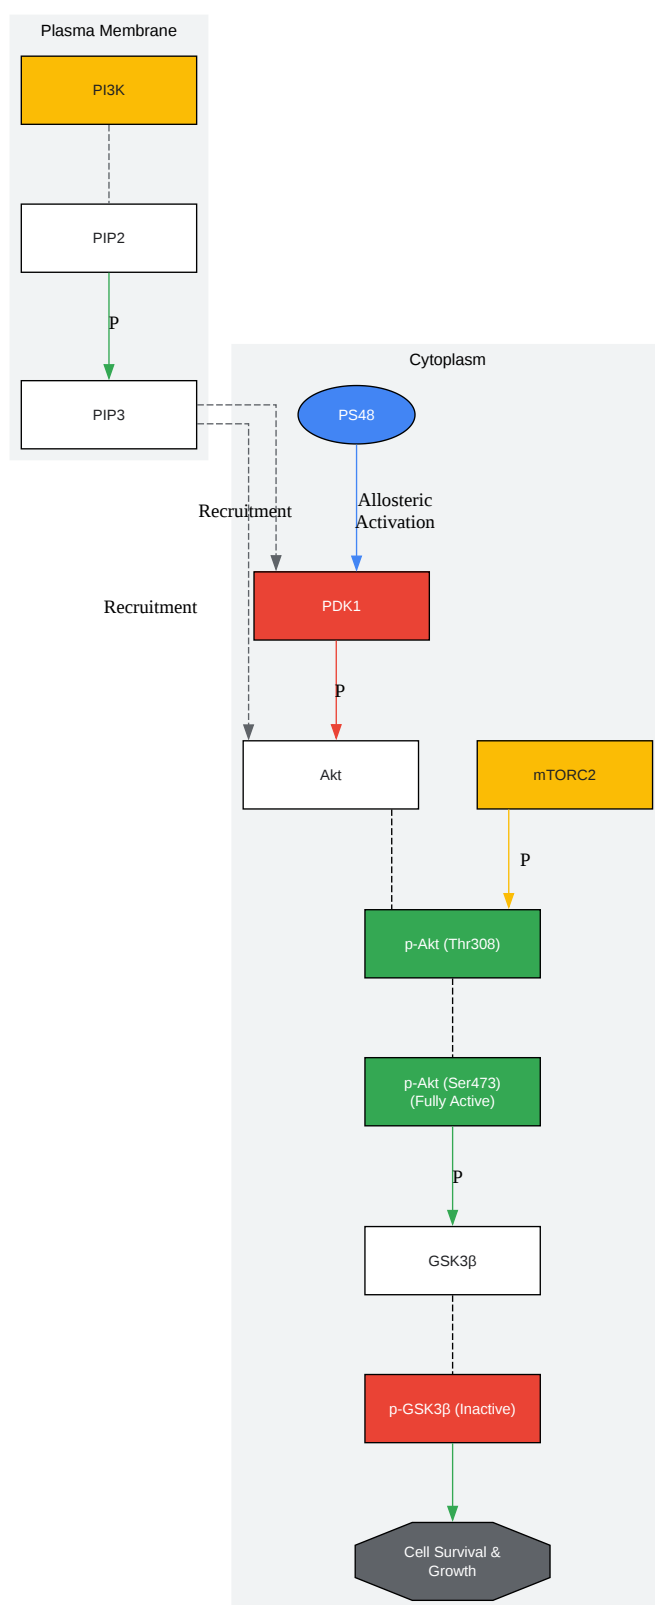 Plasma Membrane
PI3K
PIP2
P
PIP3
Cytoplasm
PS48
Recruitment
Allosteric
Activation
PDK1
Recruitment
P
Akt
mTORC2
P
p-Akt (Thr308)
p-Akt (Ser473)
(Fully Active)
P
GSK3β
p-GSK3β (Inactive)
Cell Survival &
Growth